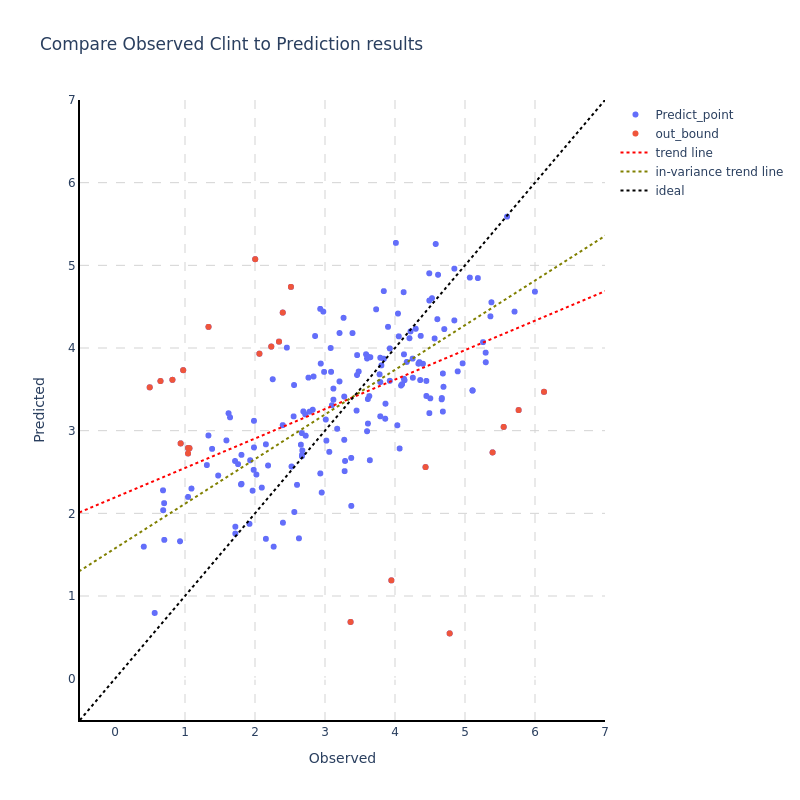 Compare Observed Clint to Prediction results
Predict_point
out_bound
trend line
in-variance trend line
ideal
7
6
5
4
3
2
1
0
Predicted
0 1 2 3 4 5 6 7
Observed